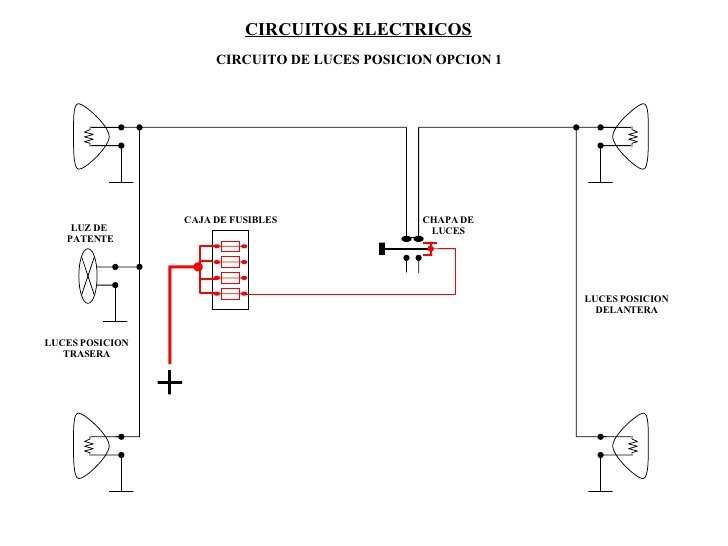 CIRCUITOS ELECTRICOS
CIRCUITO DE LUCES POSICION OPCION 1
CAJA DE FUSIBLES
CHAPA DE
LUCES
LUZ DE
PATENTE
LUCES POSICION
DELANTERA
LUCES POSICION
TRASERA